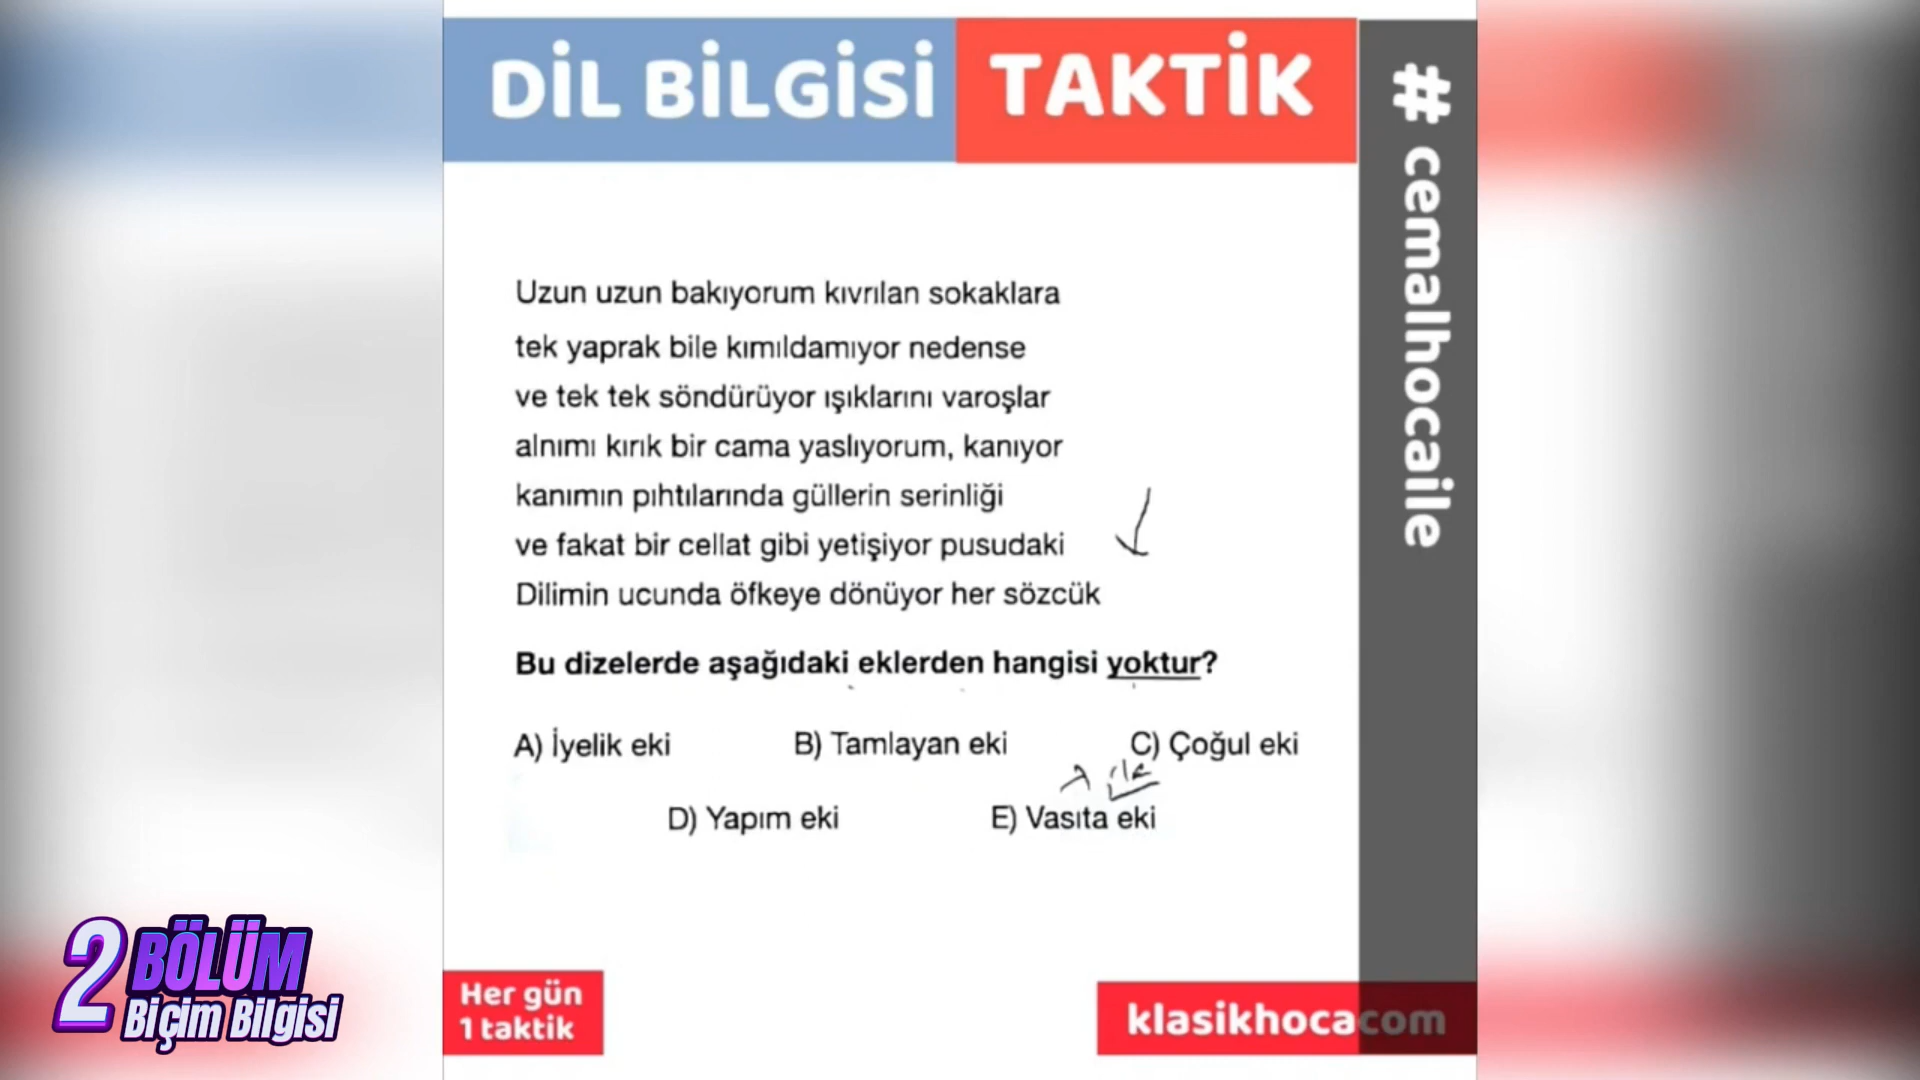 DİL BİLGİSİ TAKTİK
# cemalhocaile
Uzun uzun bakıyorum kıvrılan sokaklara
tek yaprak bile kımıldamıyor nedense
ve tek tek söndürüyor ışıklarını varoşlar
alnımı kırık bir cama yaslıyorum, kanıyor
kanımın pıhtılarında güllerin serinliği
ve fakat bir cellat gibi yetişiyor pusudaki
Dilimin ucunda öfkeye dönüyor her sözcük
Bu dizelerde aşağıdaki eklerden hangisi yoktur?
A) İyelik eki B) Tamlayan eki C) Çoğul eki
ile
D) Yapım eki E) Vasıta eki
2 BÖLÜM
Biçim Bilgisi
Her gün
1 taktik
klasikhocacom